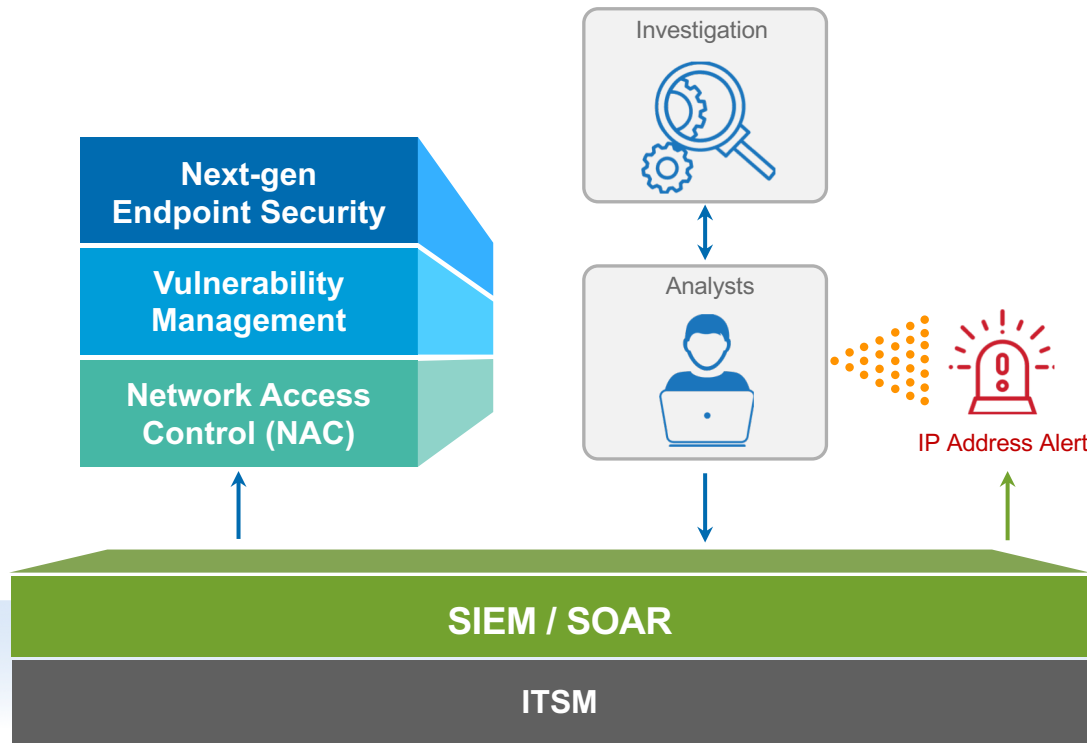 Investigation
Next-gen
Endpoint Security
Vulnerability
Management
Network Access
Control (NAC)
Analysts
IP Address Alert
SIEM / SOAR
ITSM